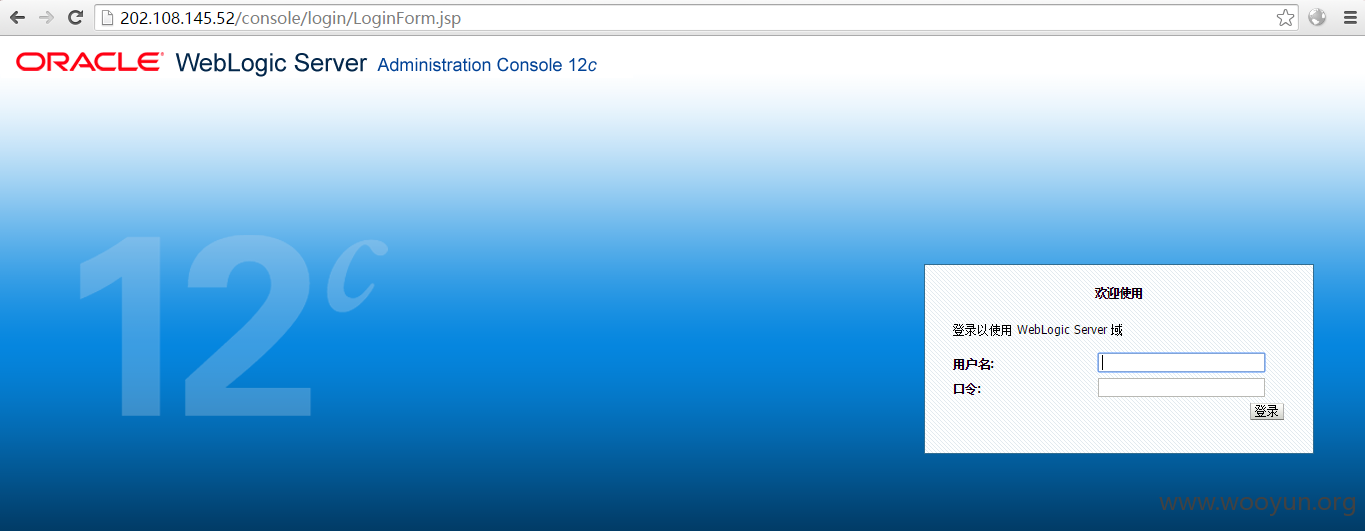 202.108.145.52/console/login/LoginForm.jsp
ORACLE® WebLogic Server Administration Console 12c
12c
欢迎使用
登录以使用 WebLogic Server 域
用户名:
口令:
登录
www.wooyun.org